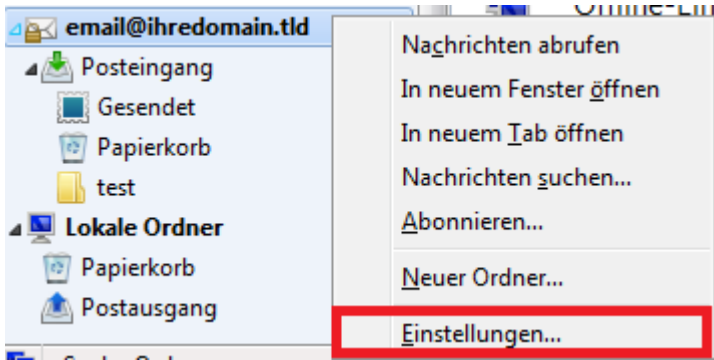 email@ihredomain.tld
Posteingang
Gesendet
Papierkorb
test
Lokale Ordner
Papierkorb
Postausgang
Nachrichten abrufen
In neuem Fenster öffnen
In neuem Tab öffnen
Nachrichten suchen...
Abonnieren...
Neuer Ordner...
Einstellungen...